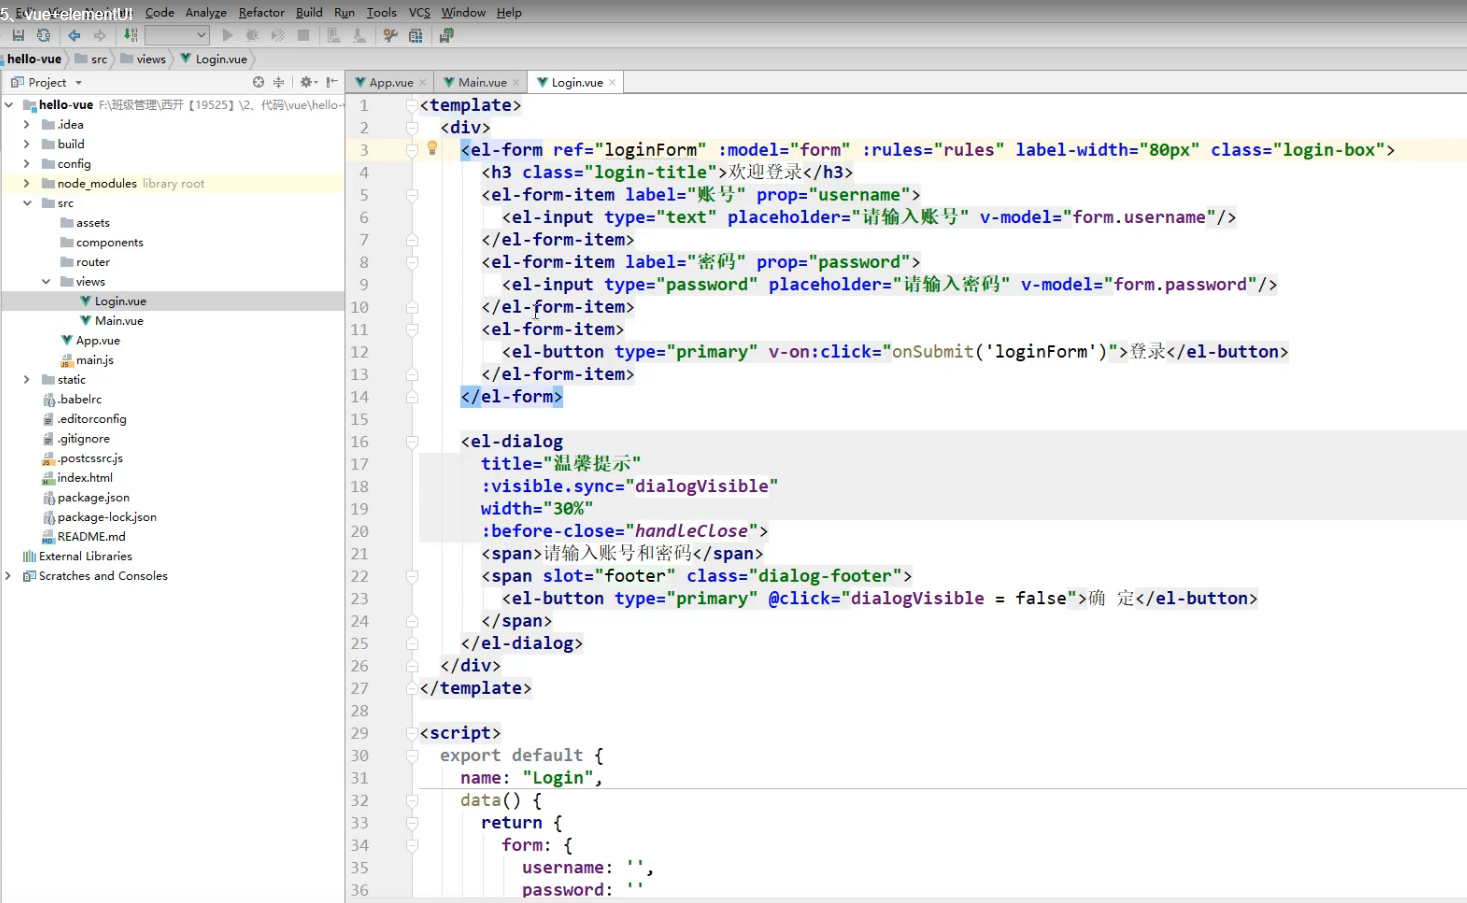 5、vue+elementUI
Code Analyze Refactor Build Run Tools VCS Window Help
hello-vue src views Login.vue
Project
App.vue Main.vue Login.vue
hello-vue F:\班级管理\西开【19525】\2、代码\vue\hello-
.idea
build
config
node_modules library root
src
assets
components
router
views
Login.vue
Main.vue
App.vue
main.js
static
.babelrc
.editorconfig
.gitignore
.postcssrc.js
index.html
package.json
package-lock.json
README.md
External Libraries
Scratches and Consoles
1 <template>
2 <div>
3 <el-form ref="loginForm" :model="form" :rules="rules" label-width="80px" class="login-box">
4 <h3 class="login-title">欢迎登录</h3>
5 <el-form-item label="账号" prop="username">
6 <el-input type="text" placeholder="请输入账号" v-model="form.username"/>
7 </el-form-item>
8 <el-form-item label="密码" prop="password">
9 <el-input type="password" placeholder="请输入密码" v-model="form.password"/>
10 </el-form-item>
11 <el-form-item>
12 <el-button type="primary" v-on:click="onSubmit('loginForm')">登录</el-button>
13 </el-form-item>
14 </el-form>
15
16 <el-dialog
17 title="温馨提示"
18 :visible.sync="dialogVisible"
19 width="30%"
20 :before-close="handleClose">
21 <span>请输入账号和密码</span>
22 <span slot="footer" class="dialog-footer">
23 <el-button type="primary" @click="dialogVisible = false">确 定</el-button>
24 </span>
25 </el-dialog>
26 </div>
27 </template>
28
29 <script>
30 export default {
31 name: "Login",
32 data() {
33 return {
34 form: {
35 username: '',
36 password: ''